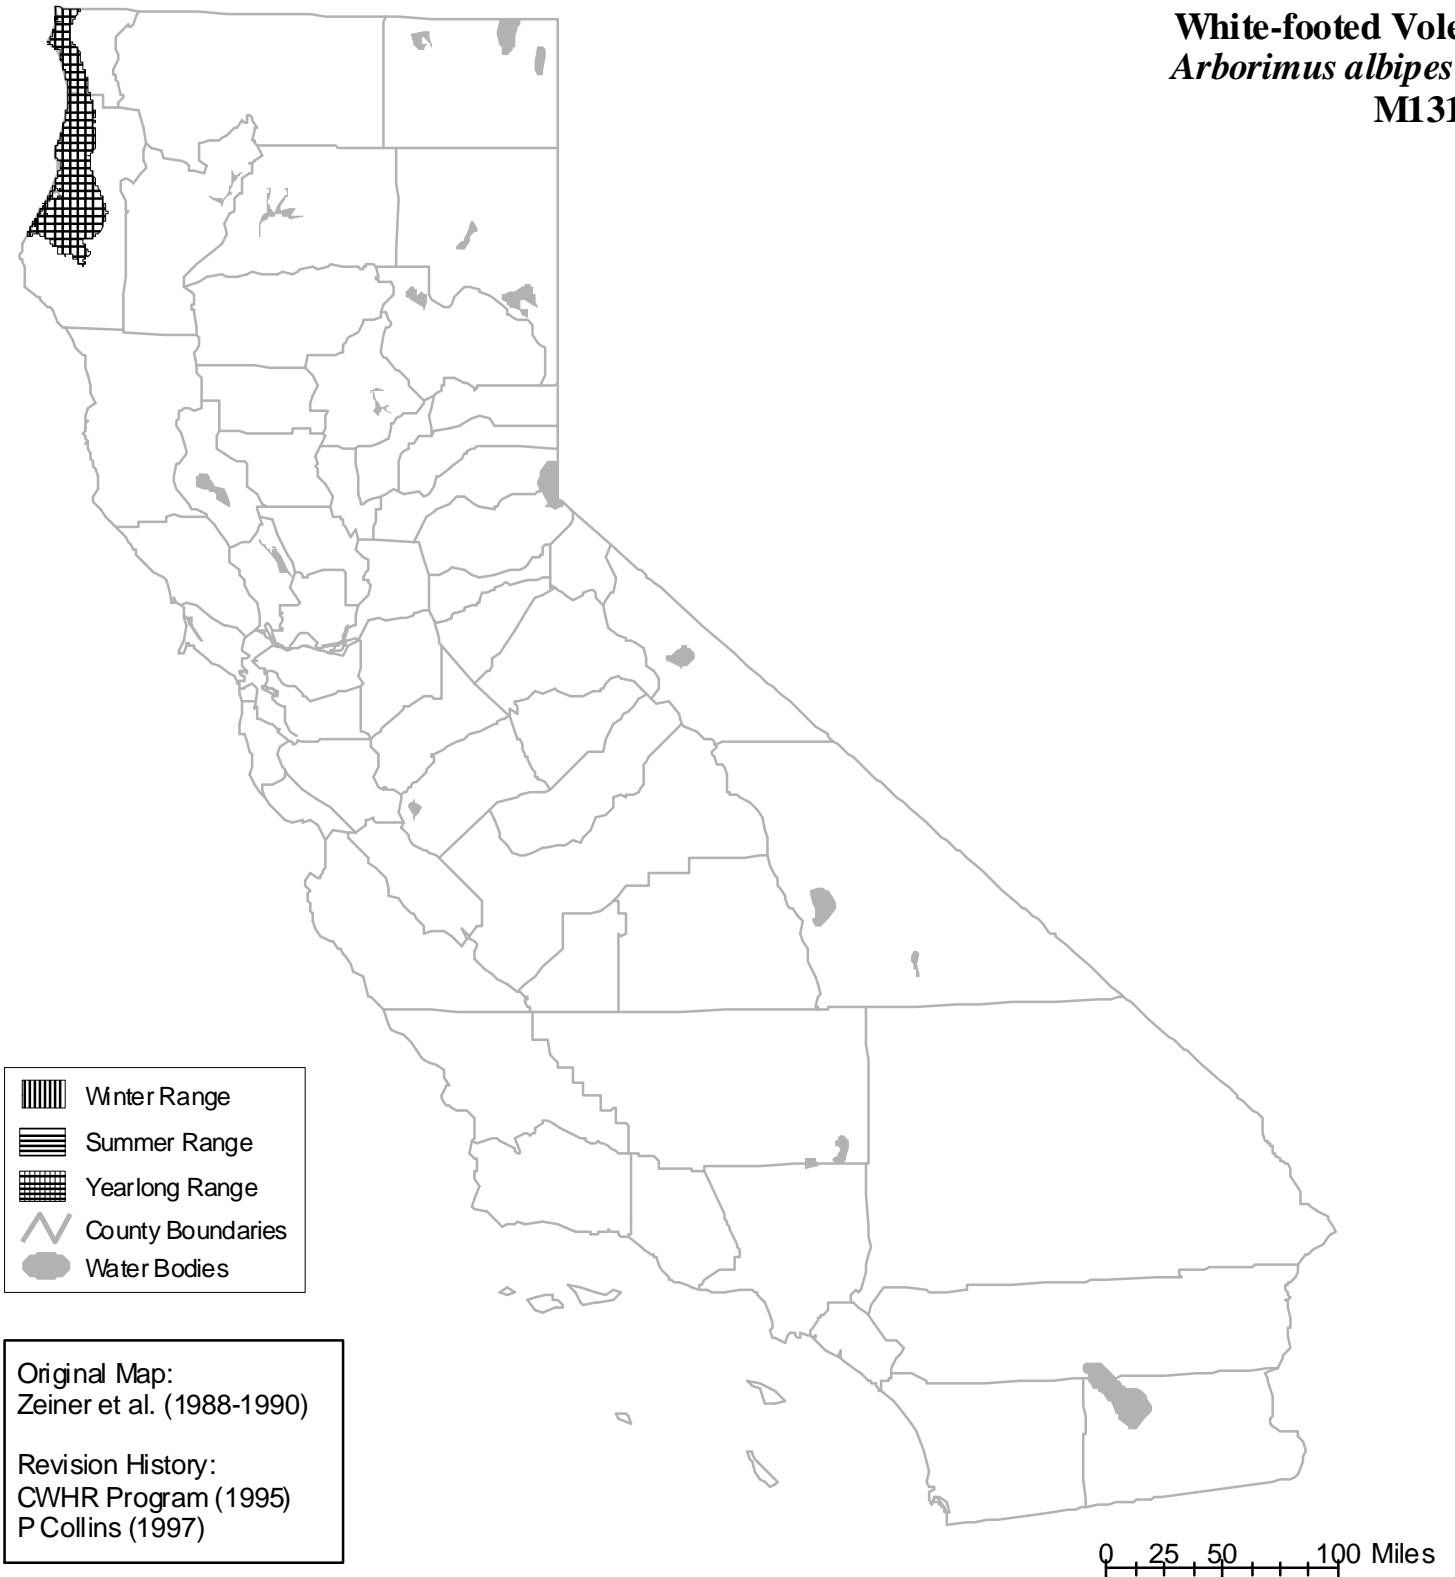 White-footed Vole
Arborimus albipes
M131
Winter Range
Summer Range
Yearlong Range
County Boundaries
Water Bodies
Original Map:
Zeiner et al. (1988-1990)
Revision History:
CWHR Program (1995)
P Collins (1997)
0 25 50 100 Miles